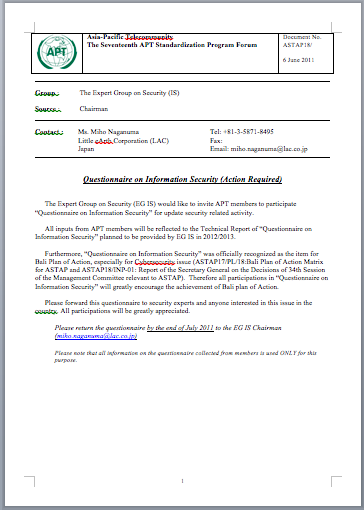 Asia-Pacific Telecommunity
The Seventeenth APT Standardization Program Forum
Document No.
ASTAP18/
6 June 2011
APT
Group : The Expert Group on Security (IS)
Source : Chairman
Contact : Ms. Miho Naganuma
Little eArth Corporation (LAC)
Japan
Tel: +81-3-5871-8495
Fax:
Email: miho.naganuma@lac.co.jp
Questionnaire on Information Security (Action Required)
The Expert Group on Security (EG IS) would like to invite APT members to participate
“Questionnaire on Information Security” for update security related activity.
All inputs from APT members will be reflected to the Technical Report of “Questionnaire on
Information Security” planned to be provided by EG IS in 2012/2013.
Furthermore, “Questionnaire on Information Security” was officially recognized as the item for
Bali Plan of Action, especially for Cybersecurity issue (ASTAP17/PL/18:Bali Plan of Action Matrix
for ASTAP and ASTAP18/INP-01: Report of the Secretary General on the Decisions of 34th Session
of the Management Committee relevant to ASTAP). Therefore all participations in “Questionnaire on
Information Security” will greatly encourage the achievement of Bali plan of Action.
Please forward this questionnaire to security experts and anyone interested in this issue in the
country. All participations will be greatly appreciated.
Please return the questionnaire by the end of July 2011 to the EG IS Chairman
(miho.naganuma@lac.co.jp)
Please note that all information on the questionnaire collected from members is used ONLY for this
purpose.
1